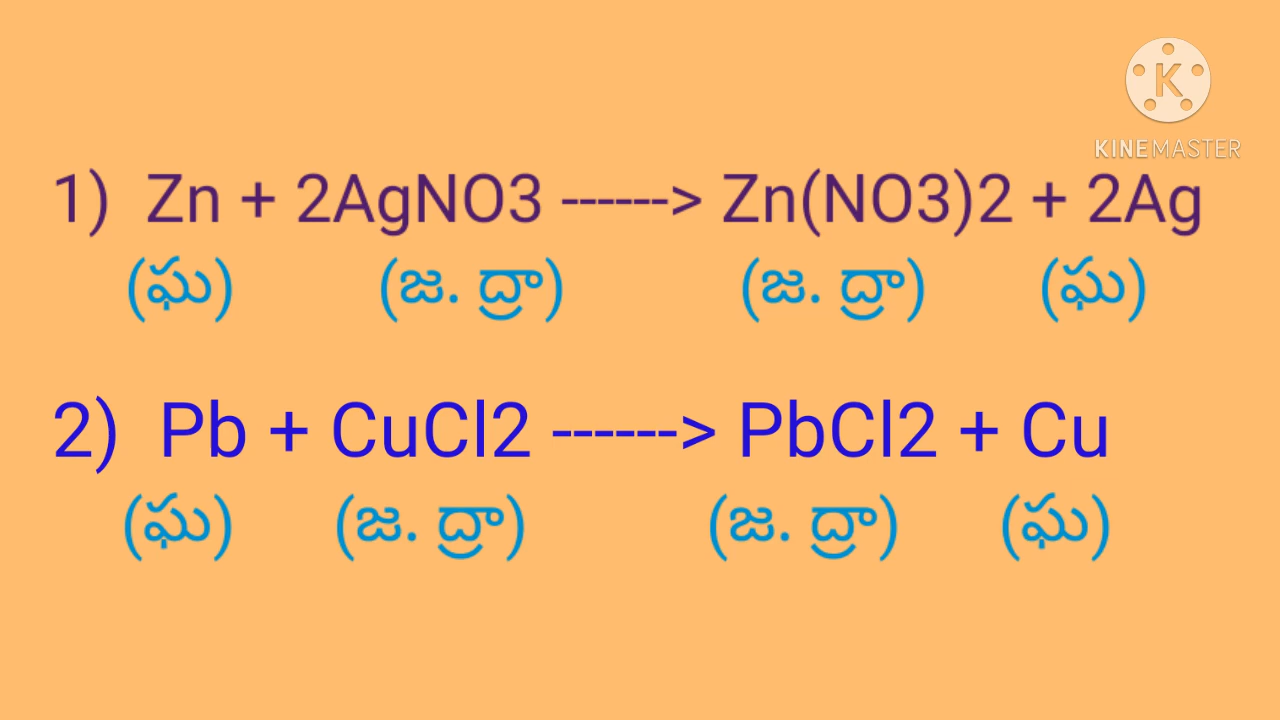 KINEMASTER
1) Zn + 2AgNO3 ------> Zn(NO3)2 + 2Ag
(ఘ) (జ. ద్రా) (జ. ద్రా) (ఘ)
2) Pb + CuCl2 ------> PbCl2 + Cu
(ఘ) (జ. ద్రా) (జ. ద్రా) (ఘ)